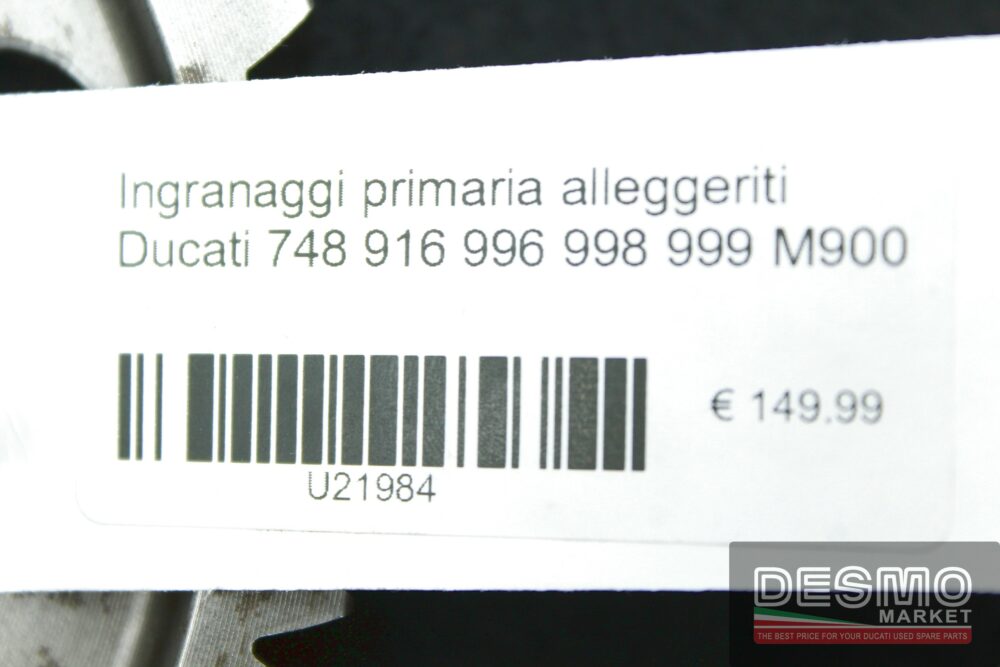 Ingranaggi primaria alleggeriti
Ducati 748 916 996 998 999 M900
€ 149.99
U21984
DESMO
MARKET
THE BEST PRICE FOR YOUR DUCATI USED SPARE PARTS